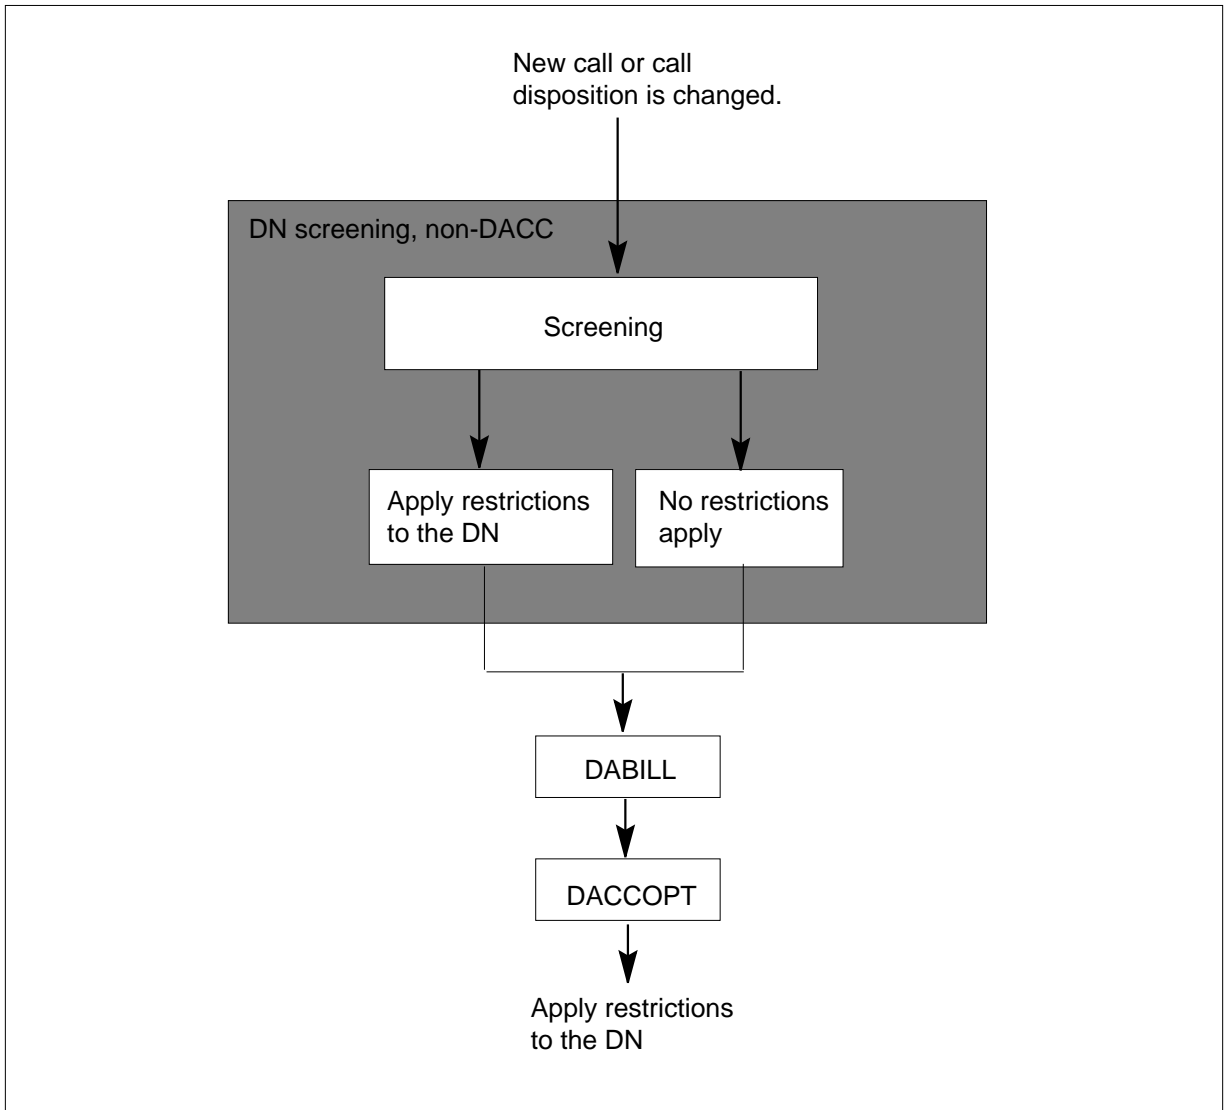 New call or call
disposition is changed.
DN screening, non-DACC
Screening
Apply restrictions
to the DN
No restrictions
apply
DABILL
DACCOPT
Apply restrictions
to the DN